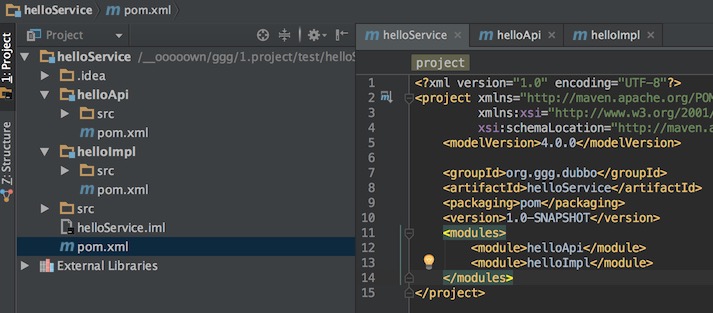 helloService pom.xml
Project
helloService /__ooooown/ggg/1.project/test/helloS
.idea
helloApi
src
pom.xml
helloImpl
src
pom.xml
src
helloService.iml
pom.xml
External Libraries
1: Project
Z: Structure
helloService helloApi helloImpl
project
1 <?xml version="1.0" encoding="UTF-8"?>
2 <project xmlns="http://maven.apache.org/POM
3 xmlns:xsi="http://www.w3.org/2001/
4 xsi:schemaLocation="http://maven.a
5 <modelVersion>4.0.0</modelVersion>
6
7 <groupId>org.ggg.dubbo</groupId>
8 <artifactId>helloService</artifactId>
9 <packaging>pom</packaging>
10 <version>1.0-SNAPSHOT</version>
11 <modules>
12 <module>helloApi</module>
13 <module>helloImpl</module>
14 </modules>
15 </project>